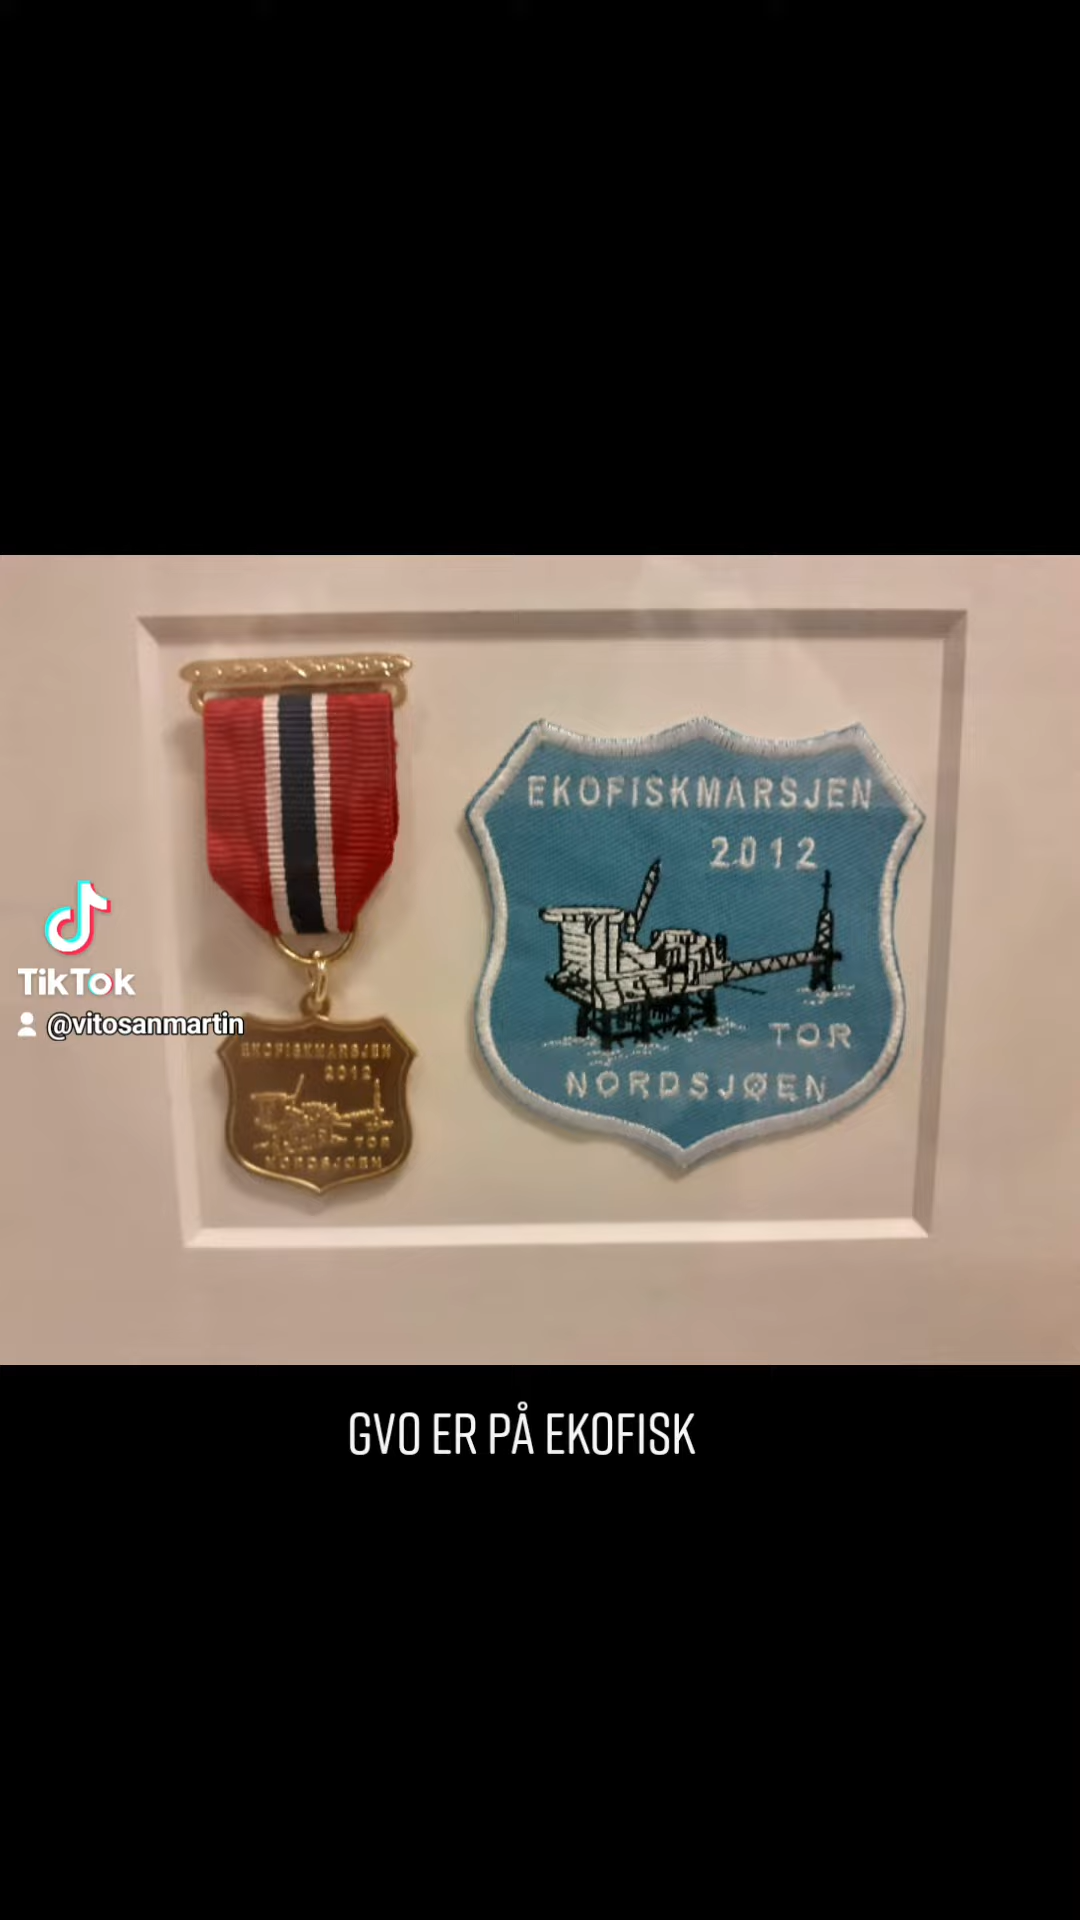 EKOFISKMARSJEN
2012
TOR
NORDSJØEN
EKOFISKMARSJEN
2012
TOR
NORDSJØEN
TikTok
@vitosanmartin
GVO ER PÅ EKOFISK